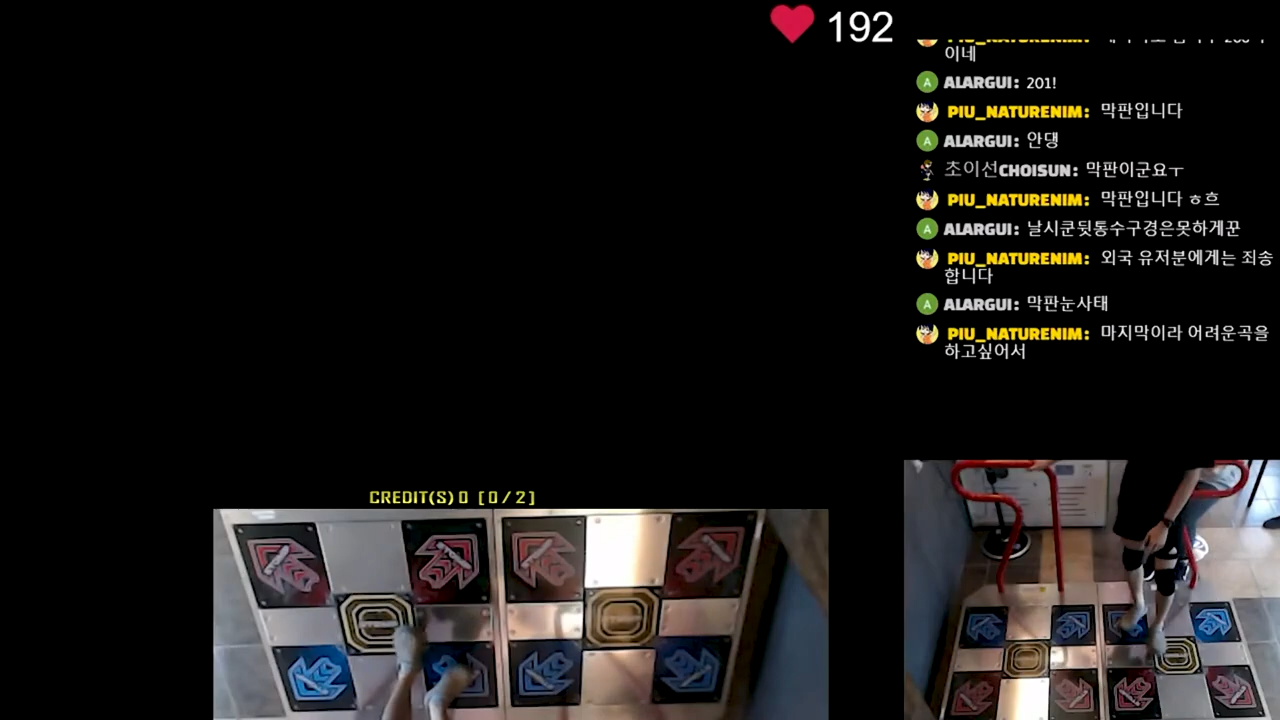 192
이네
ALARGUI: 201!
PIU_NATURENIM: 막판입니다
ALARGUI: 안댕
초이선CHOISUN: 막판이군요ㅜ
PIU_NATURENIM: 막판입니다 ㅎ흐
ALARGUI: 날시쿤뒷통수구경은못하게꾼
PIU_NATURENIM: 외국 유저분에게는 죄송
합니다
ALARGUI: 막판눈사태
PIU_NATURENIM: 마지막이라 어려운곡을
하고싶어서
CREDIT(S) 0 [0/2]